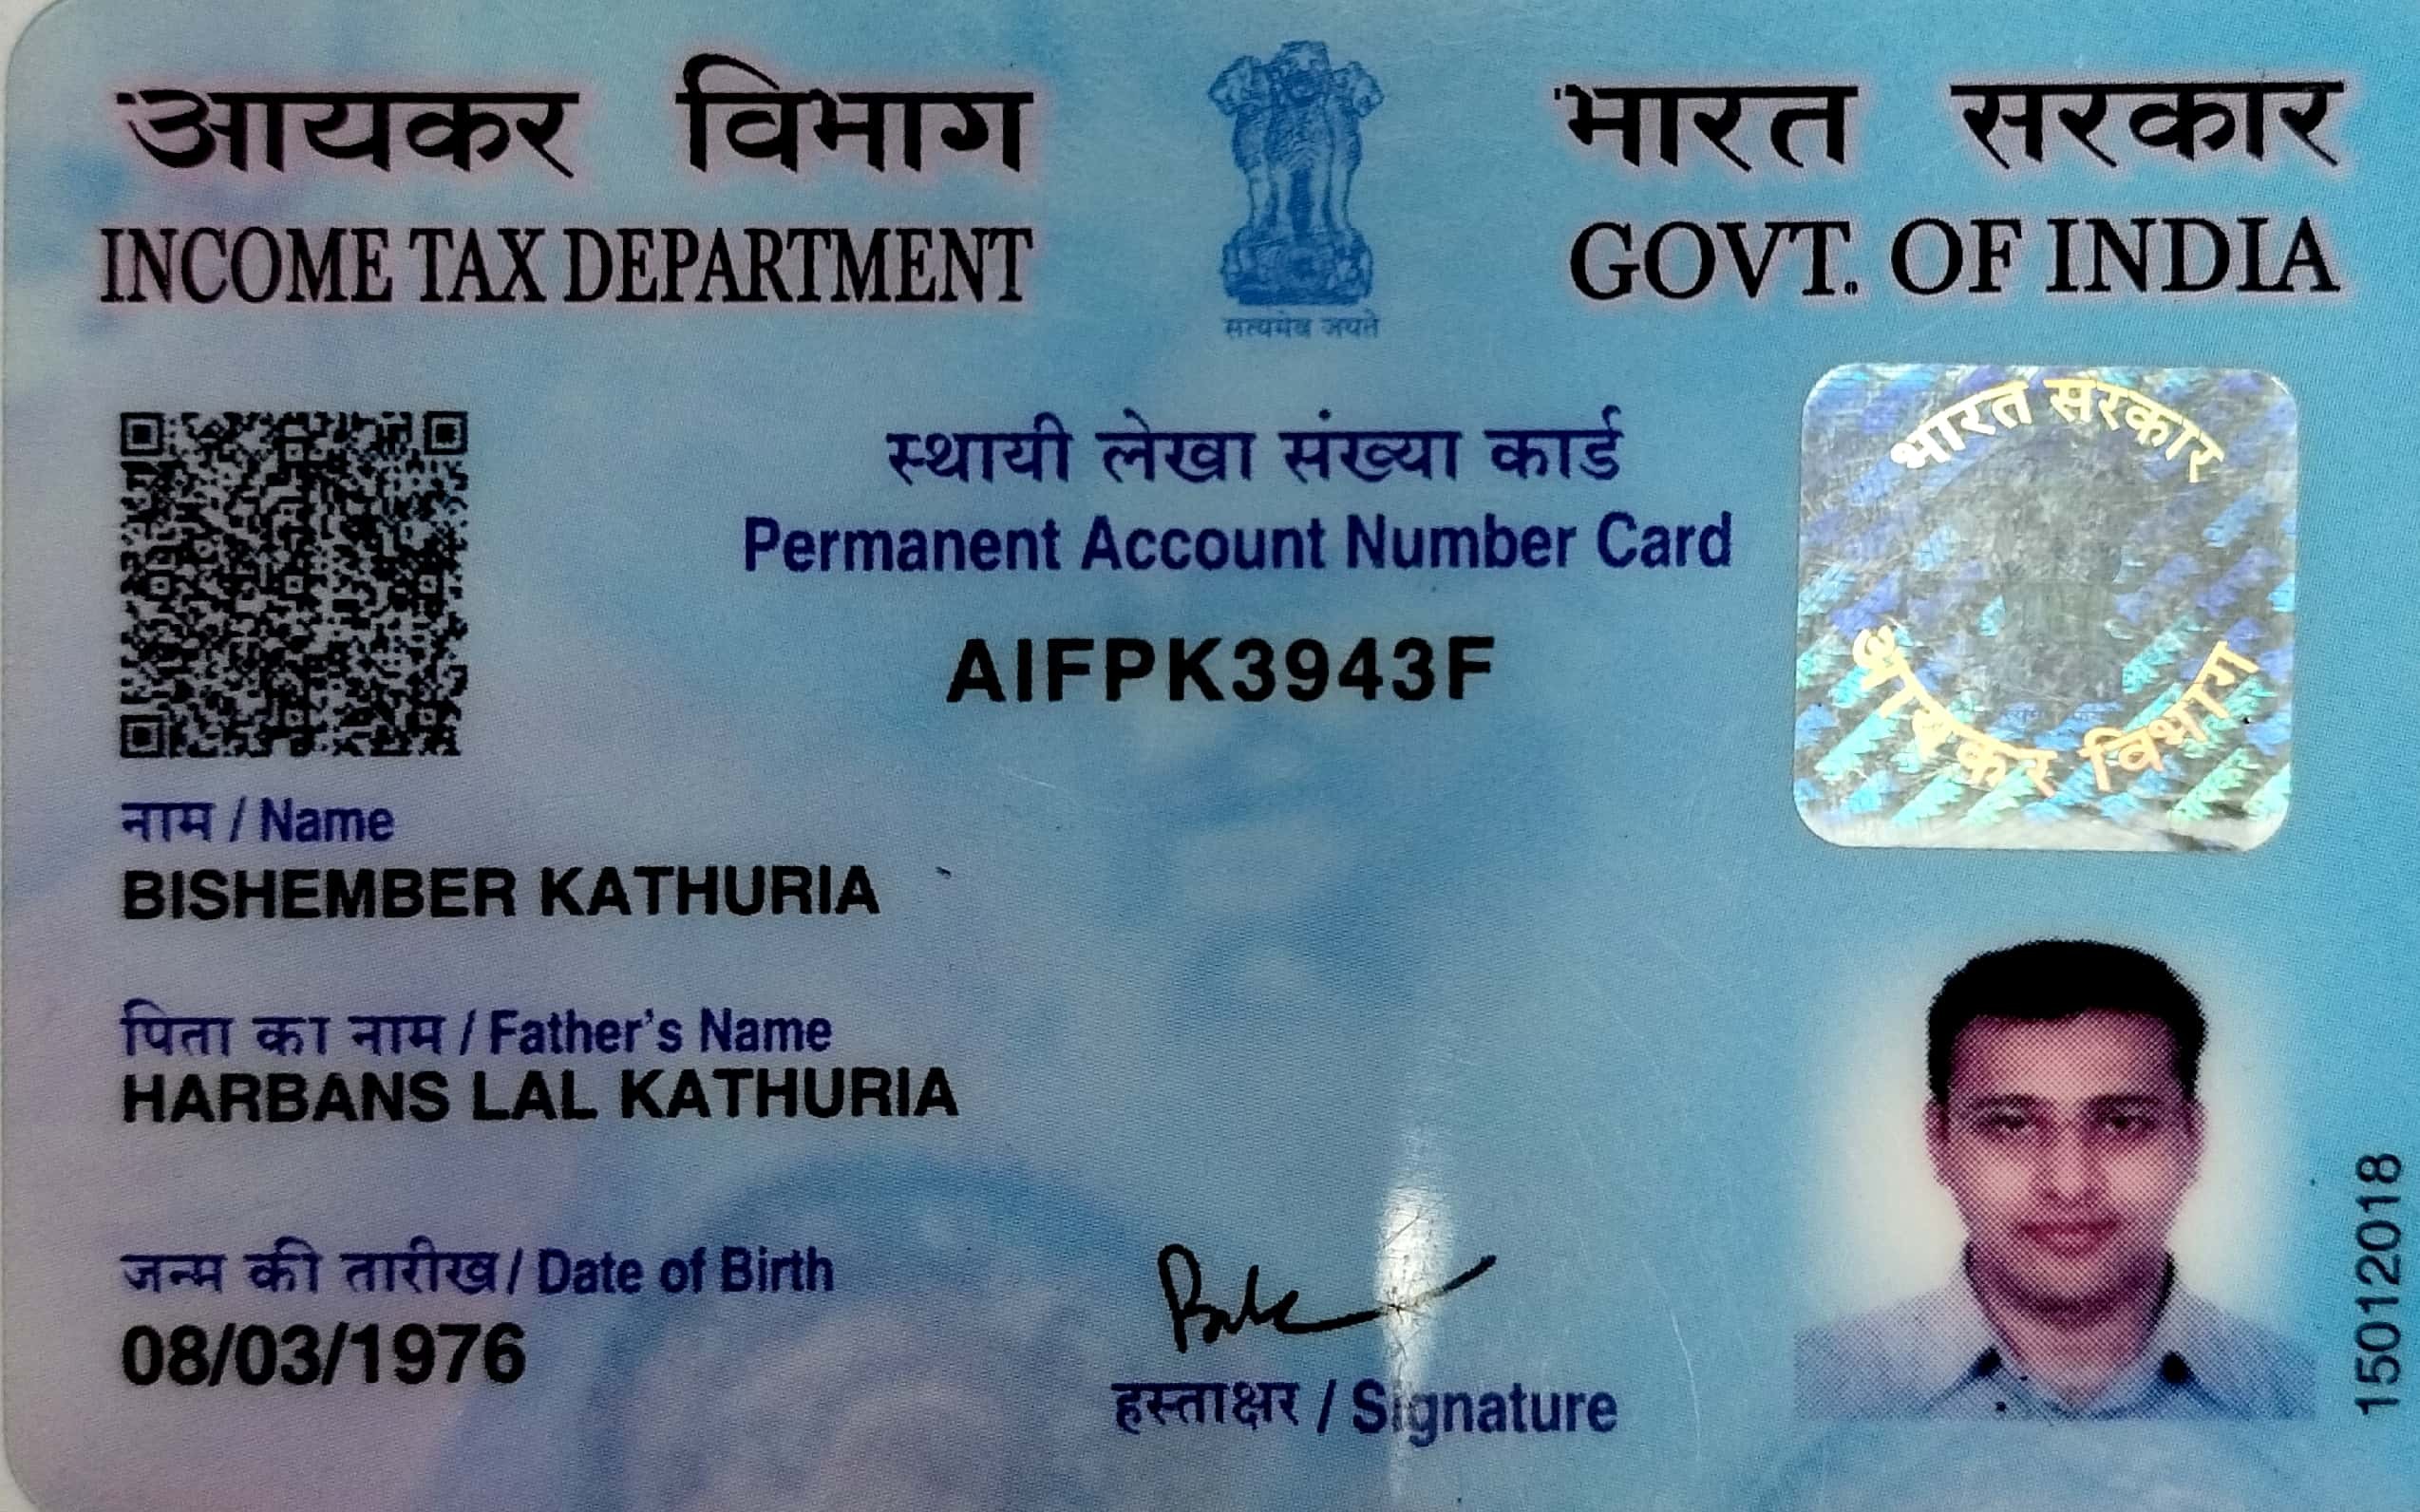 आयकर विभाग
INCOME TAX DEPARTMENT
सत्यमेव जयते
भारत सरकार
GOVT. OF INDIA
स्थायी लेखा संख्या कार्ड
Permanent Account Number Card
AIFPK3943F
भारत सरकार
आयकर विभाग
नाम / Name
BISHEMBER KATHURIA
पिता का नाम / Father's Name
HARBANS LAL KATHURIA
जन्म की तारीख / Date of Birth
08/03/1976
हस्ताक्षर / Signature
15012018